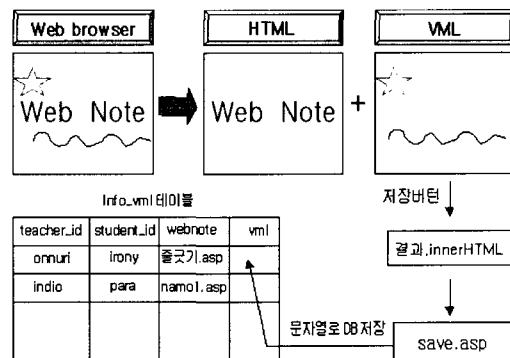 Web browser
HTML
VML
Web Note
Web Note
+
저장버턴
Info_vml 테이블
teacher_id student_id webnote vml
onnuri irony 줄긋기.asp
indio para namo1.asp
결과.innerHTML
문자열로 DB 저장
save.asp